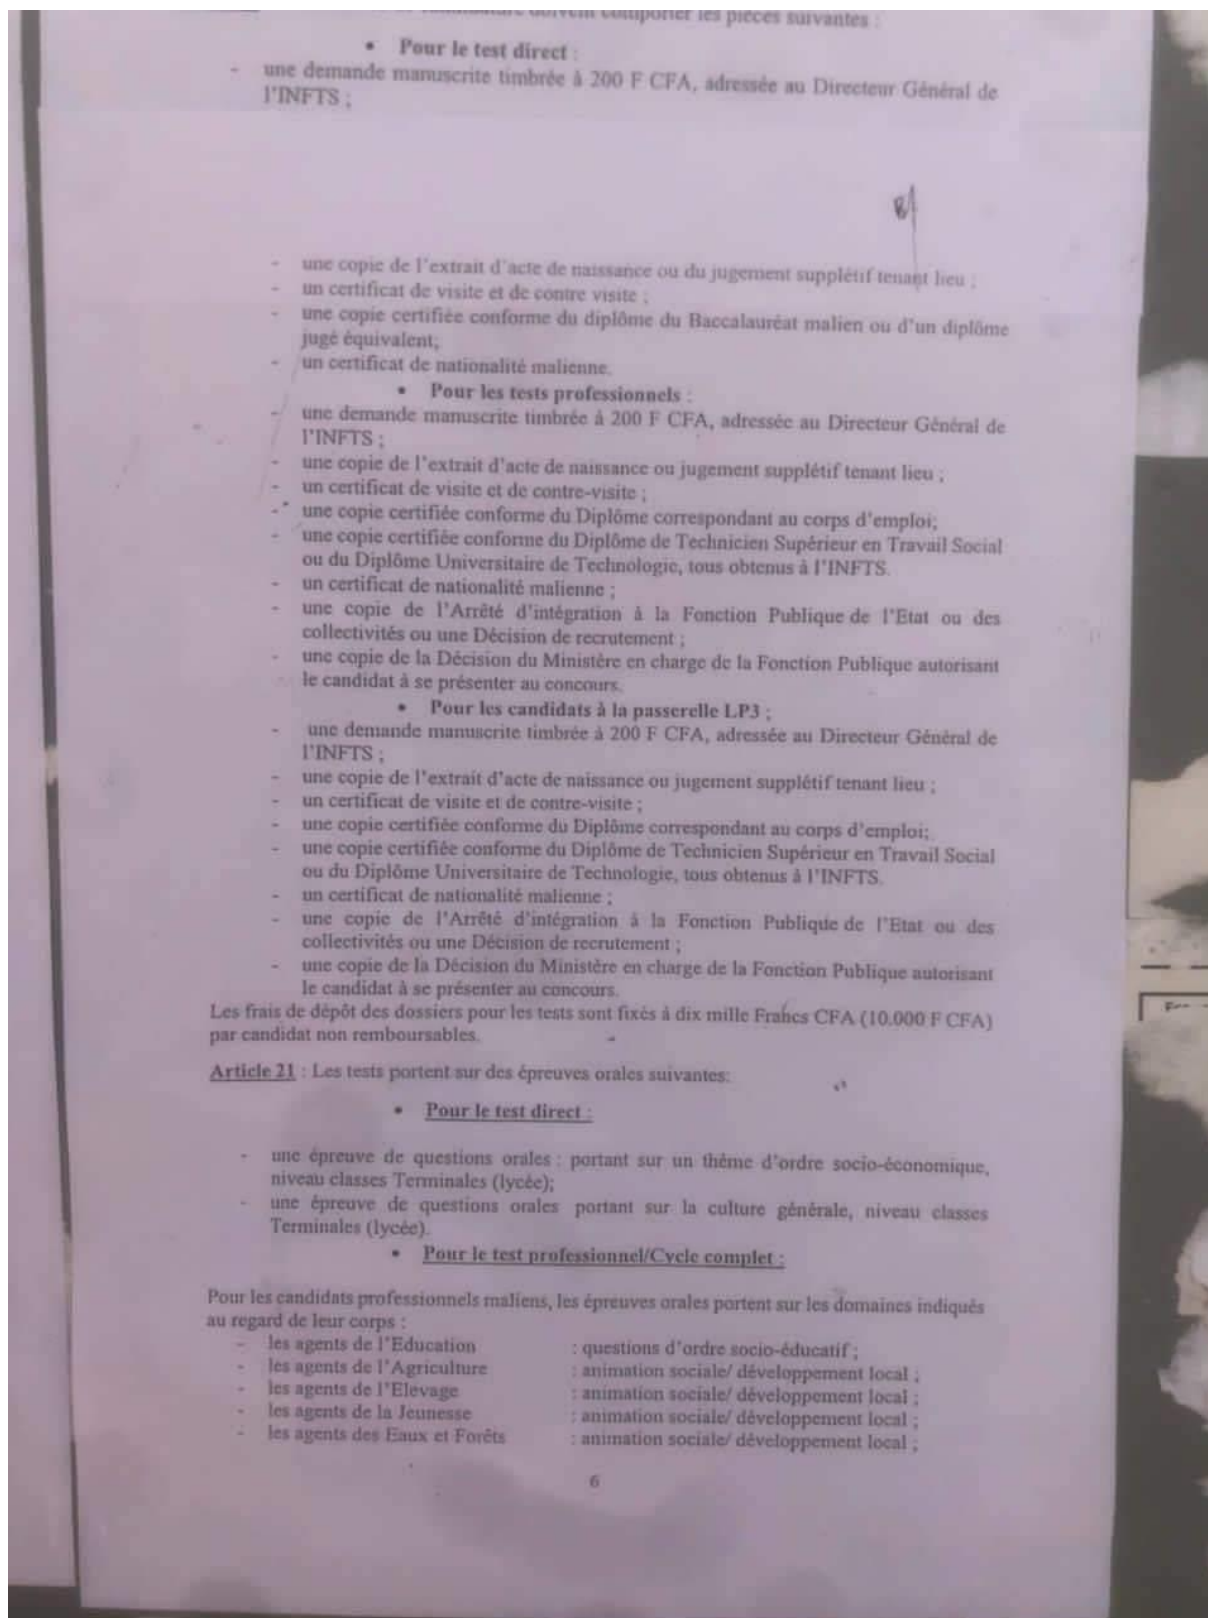 doivent comporter les pièces suivantes :
• Pour le test direct :
- une demande manuscrite timbrée à 200 F CFA, adressée au Directeur Général de
l'INFTS ;
- une copie de l'extrait d'acte de naissance ou du jugement supplétif tenant lieu ;
- un certificat de visite et de contre visite ;
- une copie certifiée conforme du diplôme du Baccalauréat malien ou d'un diplôme
jugé équivalent;
- un certificat de nationalité malienne.
• Pour les tests professionnels :
- une demande manuscrite timbrée à 200 F CFA, adressée au Directeur Général de
l'INFTS ;
- une copie de l'extrait d'acte de naissance ou jugement supplétif tenant lieu ;
- un certificat de visite et de contre-visite ;
- une copie certifiée conforme du Diplôme correspondant au corps d'emploi;
- une copie certifiée conforme du Diplôme de Technicien Supérieur en Travail Social
ou du Diplôme Universitaire de Technologie, tous obtenus à l'INFTS.
- un certificat de nationalité malienne ;
- une copie de l'Arrêté d'intégration à la Fonction Publique de l'Etat ou des
collectivités ou une Décision de recrutement ;
- une copie de la Décision du Ministère en charge de la Fonction Publique autorisant
le candidat à se présenter au concours.
• Pour les candidats à la passerelle LP3 ;
- une demande manuscrite timbrée à 200 F CFA, adressée au Directeur Général de
l'INFTS ;
- une copie de l'extrait d'acte de naissance ou jugement supplétif tenant lieu ;
- un certificat de visite et de contre-visite ;
- une copie certifiée conforme du Diplôme correspondant au corps d'emploi;
- une copie certifiée conforme du Diplôme de Technicien Supérieur en Travail Social
ou du Diplôme Universitaire de Technologie, tous obtenus à l'INFTS.
- un certificat de nationalité malienne ;
- une copie de l'Arrêté d'intégration à la Fonction Publique de l'Etat ou des
collectivités ou une Décision de recrutement ;
- une copie de la Décision du Ministère en charge de la Fonction Publique autorisant
le candidat à se présenter au concours.
Les frais de dépôt des dossiers pour les tests sont fixés à dix mille Francs CFA (10.000 F CFA)
par candidat non remboursables.
Article 21 : Les tests portent sur des épreuves orales suivantes:
• Pour le test direct :
- une épreuve de questions orales : portant sur un thème d'ordre socio-économique,
niveau classes Terminales (lycée);
- une épreuve de questions orales portant sur la culture générale, niveau classes
Terminales (lycée).
• Pour le test professionnel/Cycle complet :
Pour les candidats professionnels maliens, les épreuves orales portent sur les domaines indiqués
au regard de leur corps :
- les agents de l'Education : questions d'ordre socio-éducatif ;
- les agents de l'Agriculture : animation sociale/ développement local ;
- les agents de l'Elevage : animation sociale/ développement local ;
- les agents de la Jeunesse : animation sociale/ développement local ;
- les agents des Eaux et Forêts : animation sociale/ développement local ;
6